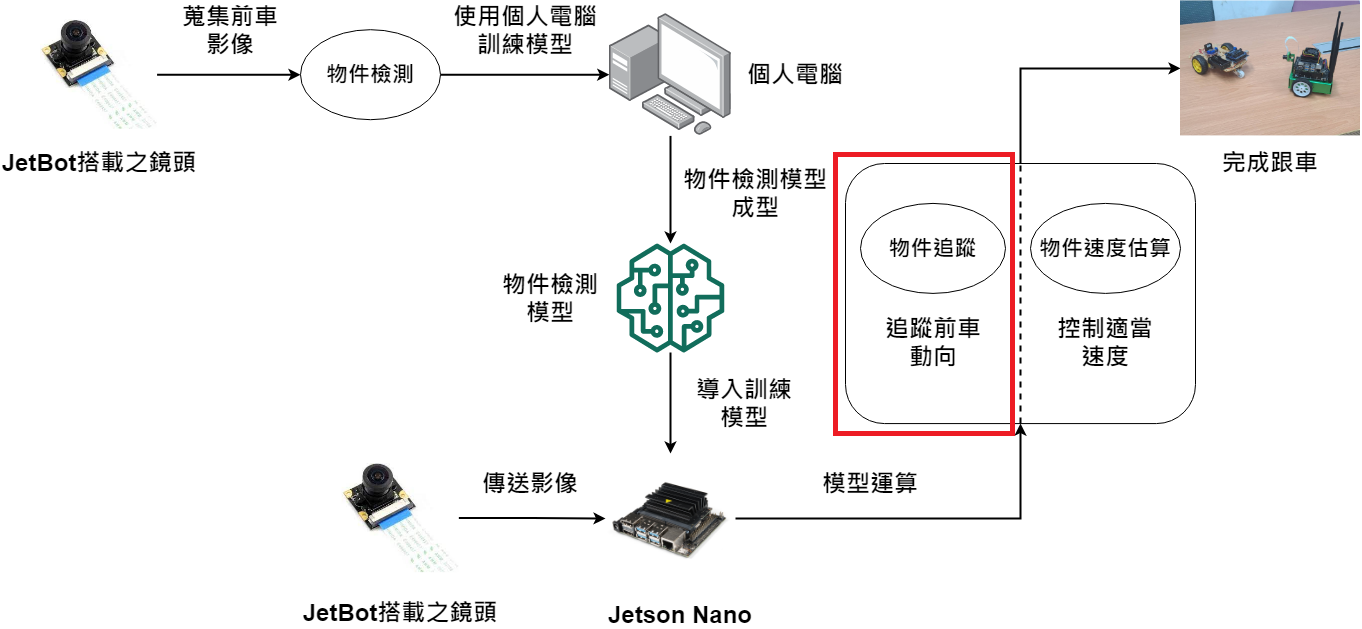 蒐集前車
影像
物件檢測
使用個人電腦
訓練模型
個人電腦
JetBot搭載之鏡頭
完成跟車
物件檢測模型
成型
物件追蹤
物件速度估算
物件檢測
模型
追蹤前車
動向
控制適當
速度
導入訓練
模型
傳送影像
模型運算
JetBot搭載之鏡頭
Jetson Nano